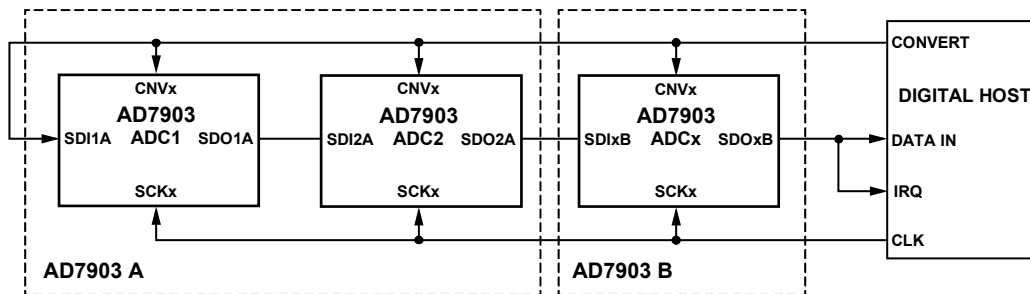 CONVERT
CNVx
CNVx
CNVx
AD7903
AD7903
AD7903
DIGITAL HOST
SDI1A ADC1 SDO1A
SDI2A ADC2 SDO2A
SDIxB ADCx SDOxB
DATA IN
SCKx
SCKx
SCKx
IRQ
CLK
AD7903 A
AD7903 B